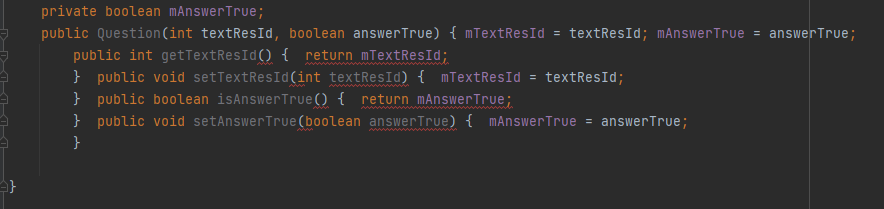 private boolean mAnswerTrue;
public Question(int textResId, boolean answerTrue) { mTextResId = textResId; mAnswerTrue = answerTrue;
public int getTextResId() {  return mTextResId;
}  public void setTextResId(int textResId) {  mTextResId = textResId;
}  public boolean isAnswerTrue() {  return mAnswerTrue;
}  public void setAnswerTrue(boolean answerTrue) {  mAnswerTrue = answerTrue;
}
}